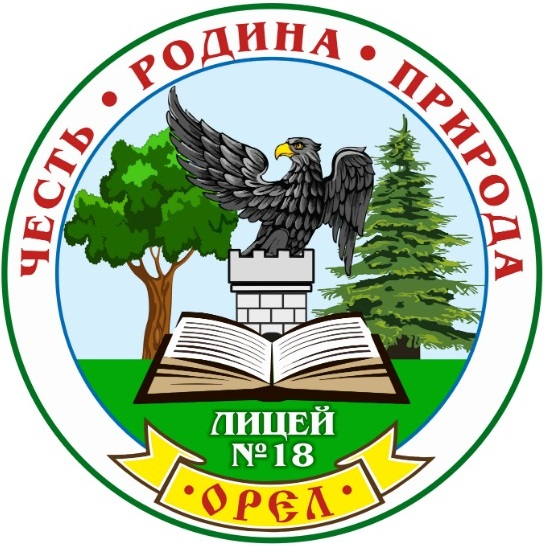 ЧЕСТЬ • РОДИНА • ПРИРОДА
ЛИЦЕЙ
№18
• ОРЕЛ •